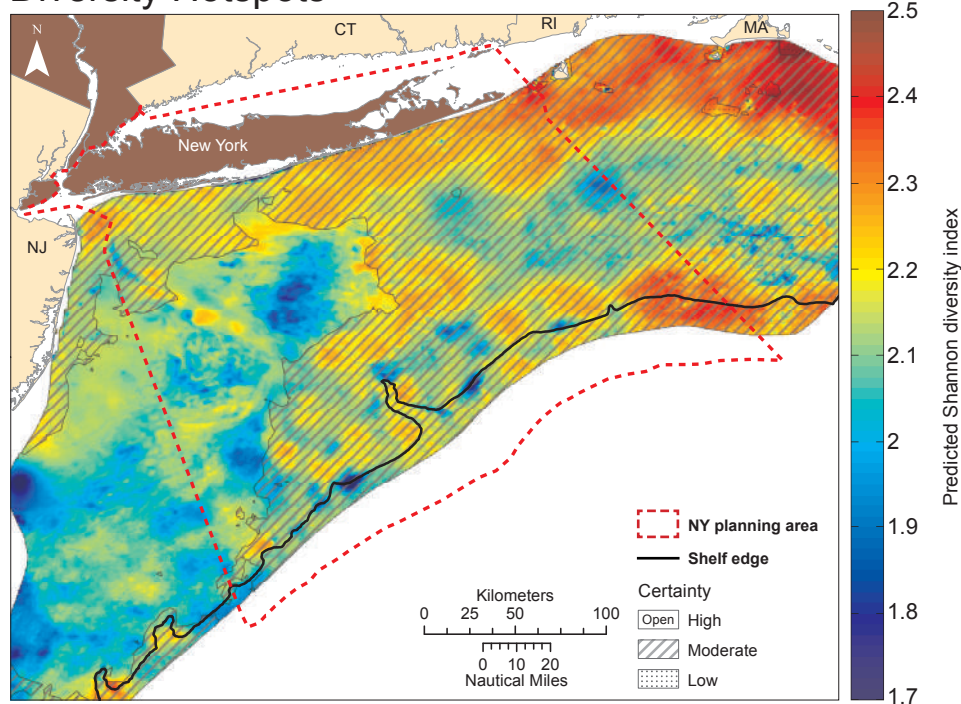 Diversity Hotspots
N
CT
RI
MA
New York
NJ
NY planning area
Shelf edge
Certainty
Open High
Moderate
Low
Kilometers
0 25 50 100
0 10 20
Nautical Miles
2.5
2.4
2.3
2.2
2.1
2
1.9
1.8
1.7
Predicted Shannon diversity index